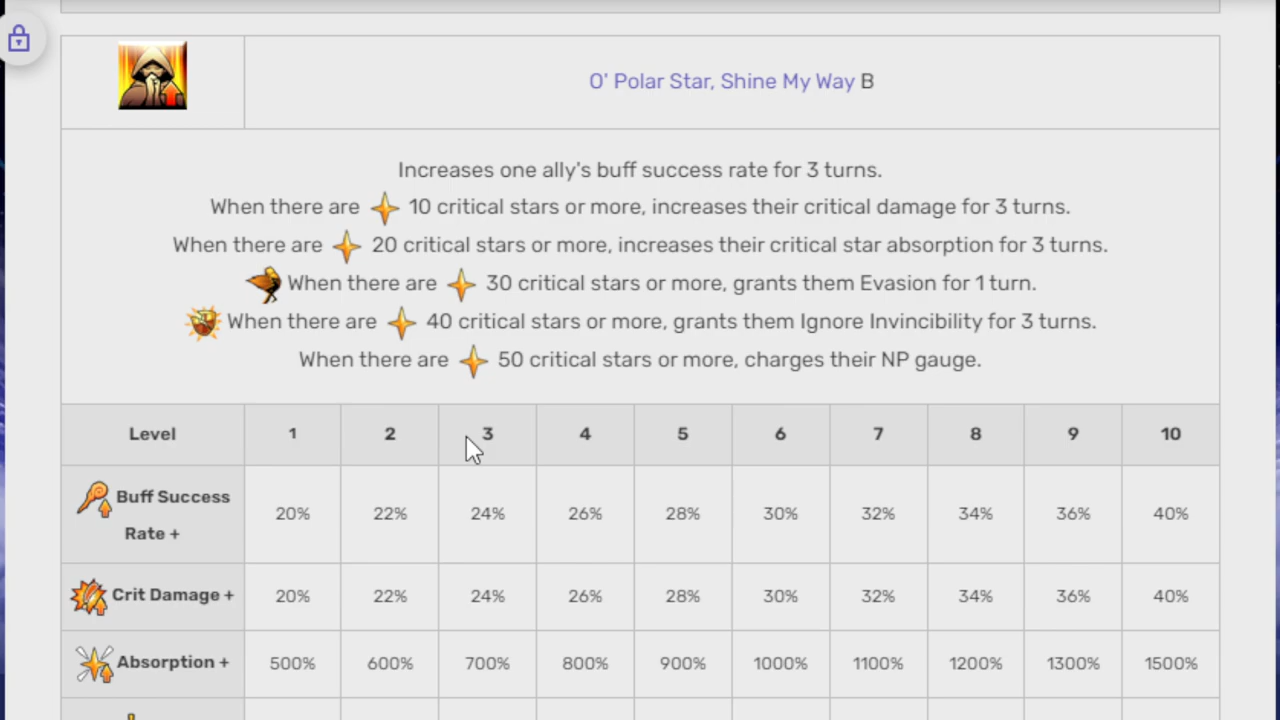 O' Polar Star, Shine My Way B
Increases one ally's buff success rate for 3 turns.
When there are 10 critical stars or more, increases their critical damage for 3 turns.
When there are 20 critical stars or more, increases their critical star absorption for 3 turns.
When there are 30 critical stars or more, grants them Evasion for 1 turn.
When there are 40 critical stars or more, grants them Ignore Invincibility for 3 turns.
When there are 50 critical stars or more, charges their NP gauge.
Level 1 2 3 4 5 6 7 8 9 10
Buff Success
Rate + 20% 22% 24% 26% 28% 30% 32% 34% 36% 40%
Crit Damage + 20% 22% 24% 26% 28% 30% 32% 34% 36% 40%
Absorption + 500% 600% 700% 800% 900% 1000% 1100% 1200% 1300% 1500%